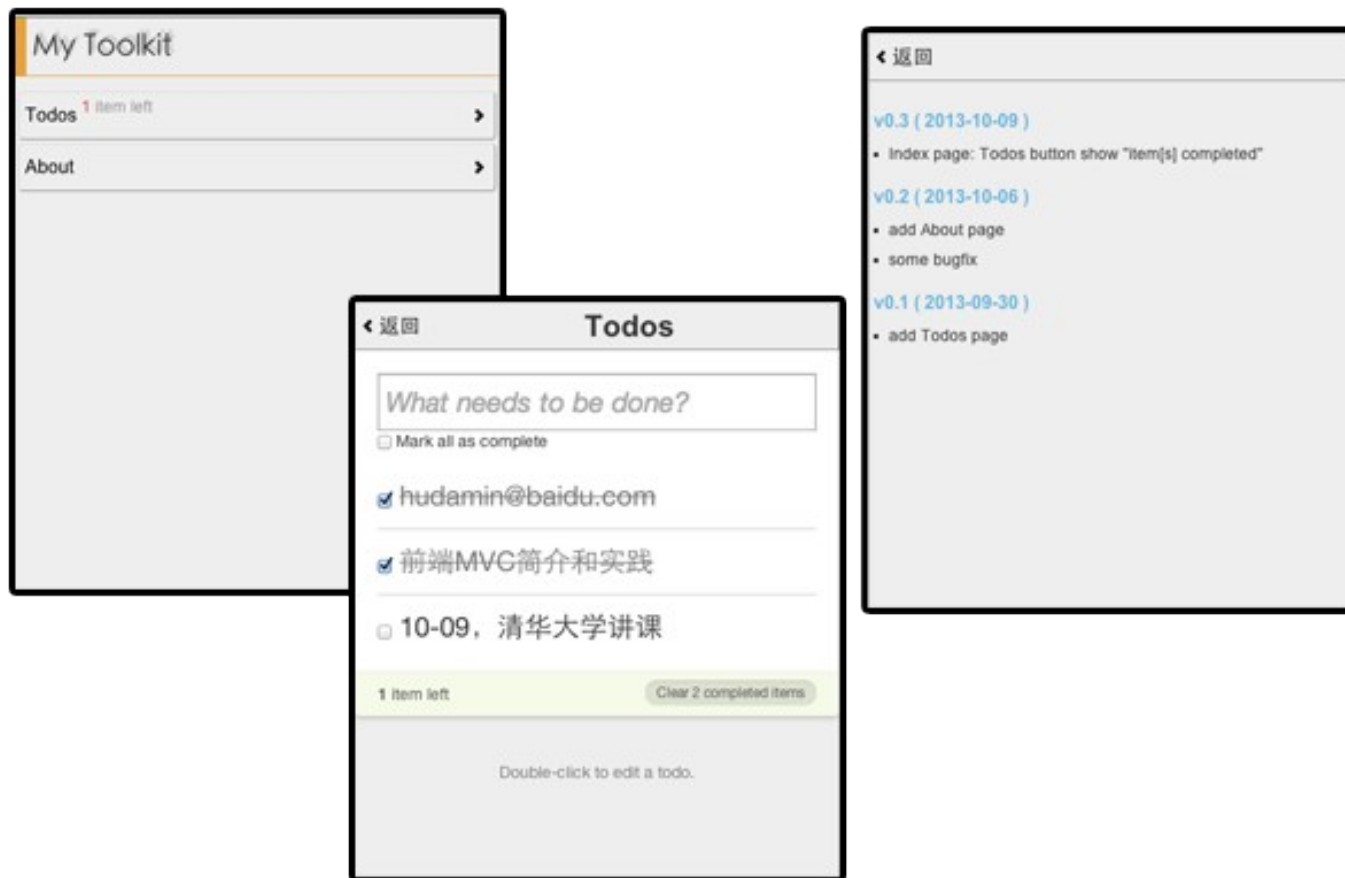 My Toolkit
Todos 1 item left
About
返回
Todos
What needs to be done?
Mark all as complete
hudamin@baidu.com
前端MVC简介和实践
10-09，清华大学讲课
1 item left
Clear 2 completed items
Double-click to edit a todo.
返回
v0.3 ( 2013-10-09 )
Index page: Todos button show "item[s] completed"
v0.2 ( 2013-10-06 )
add About page
some bugfix
v0.1 ( 2013-09-30 )
add Todos page